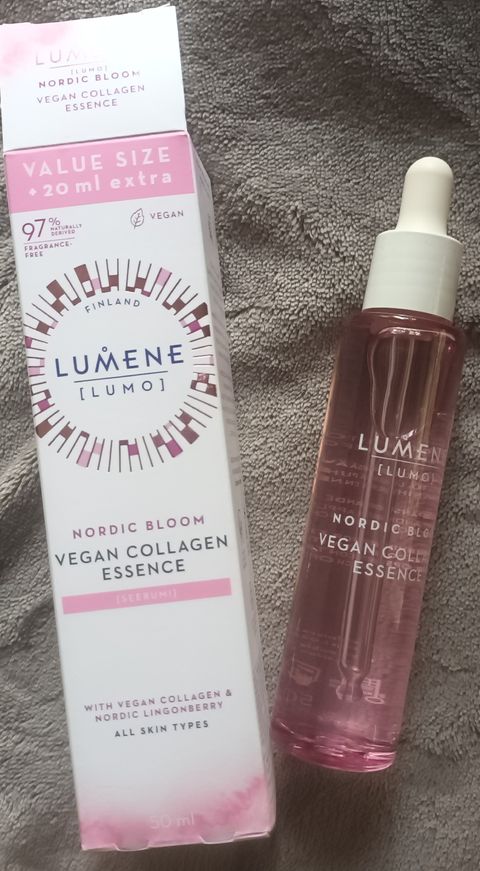 LUMENE
[LUMO]
NORDIC BLOOM
VEGAN COLLAGEN
ESSENCE
VALUE SIZE
+ 20 ml extra
97%
NATURALLY
DERIVED
FRAGRANCE-
FREE
VEGAN
FINLAND
LUMENE
[LUMO]
NORDIC BLOOM
VEGAN COLLAGEN
ESSENCE
[SEERUMI]
WITH VEGAN COLLAGEN &
NORDIC LINGONBERRY
ALL SKIN TYPES
50 ml
LUMENE
[LUMO]
NORDIC BLO
VEGAN COLL
ESSENCE